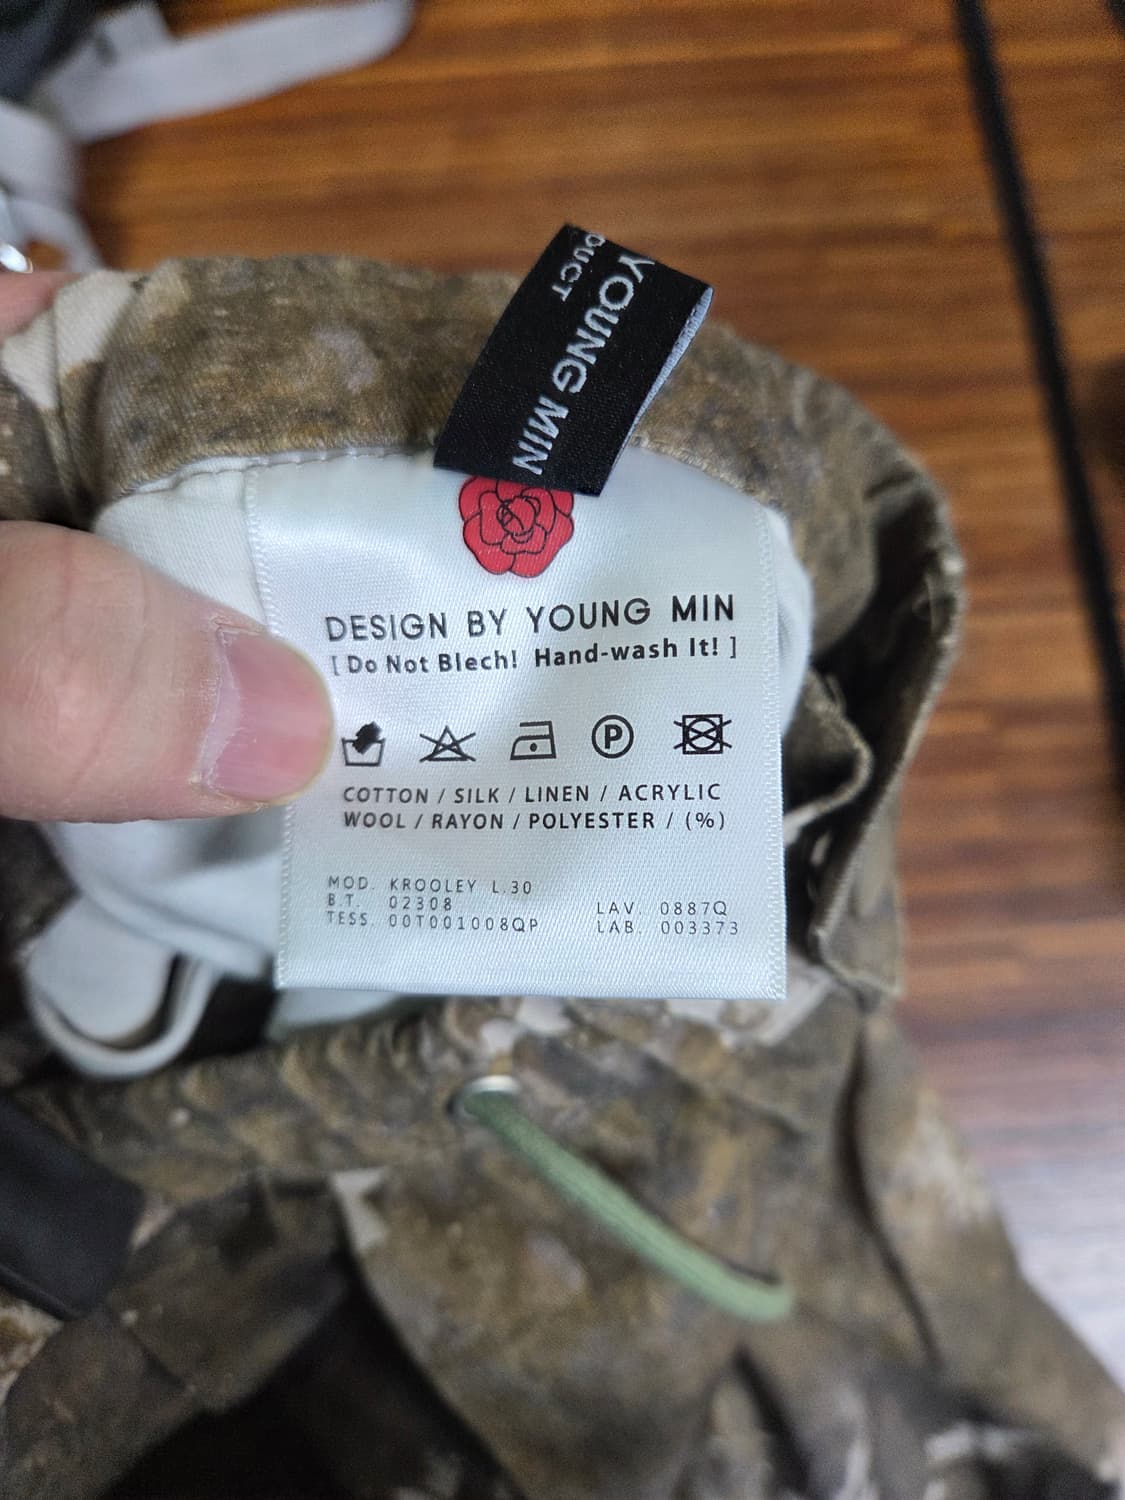 YOUNG MIN
DUCT
DESIGN BY YOUNG MIN
[ Do Not Blech! Hand-wash It! ]
P
COTTON / SILK / LINEN / ACRYLIC
WOOL / RAYON / POLYESTER / (%)
MOD. KROOLEY L.30
B.T. 02308
TESS. 00T001008QP
LAV. 0887Q
LAB. 003373